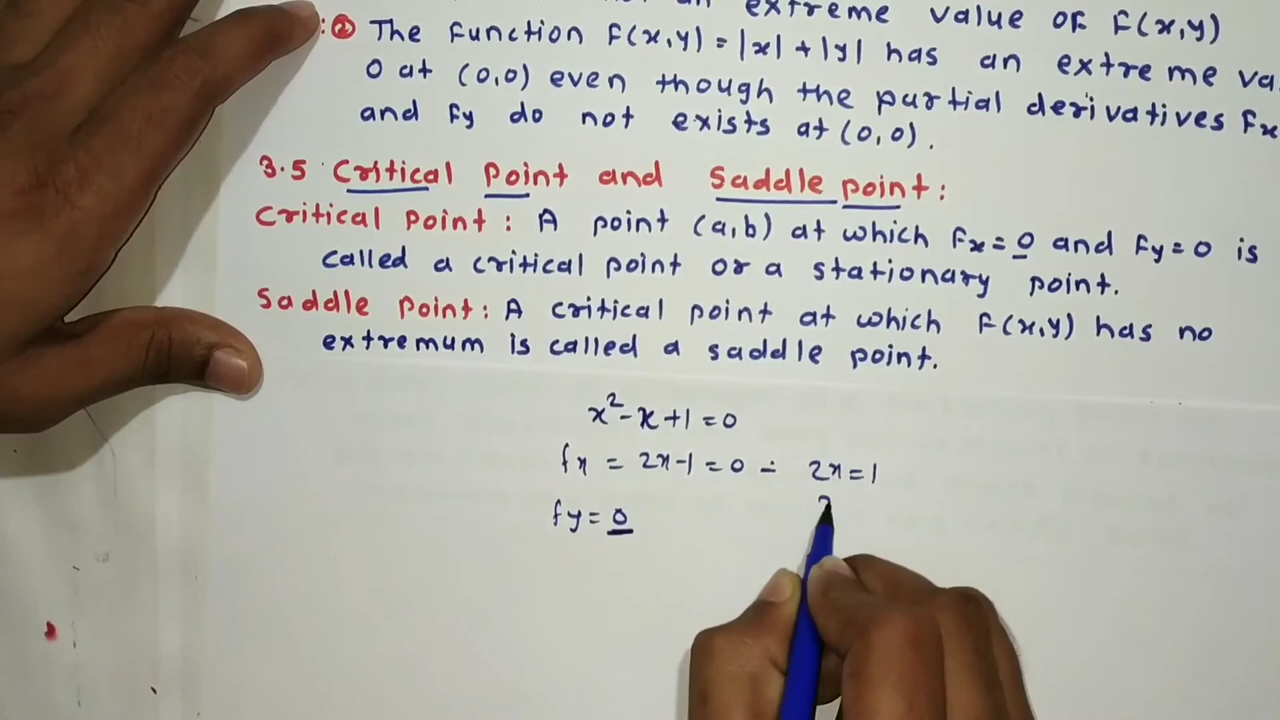 an extreme value of F(x,y)
: ② The function F(x,y) = |x| + |y| has an extreme va
0 at (0,0) even though the partial derivatives Fx
and Fy do not exists at (0,0).
3.5 Critical Point and Saddle point:
Critical point: A point (a,b) at which Fx=0 and Fy=0 is
called a critical point or a stationary point.
Saddle point: A critical point at which F(x,y) has no
extremum is called a saddle point.
x²-x+1=0
fx = 2x-1=0 = 2x=1
fy=0